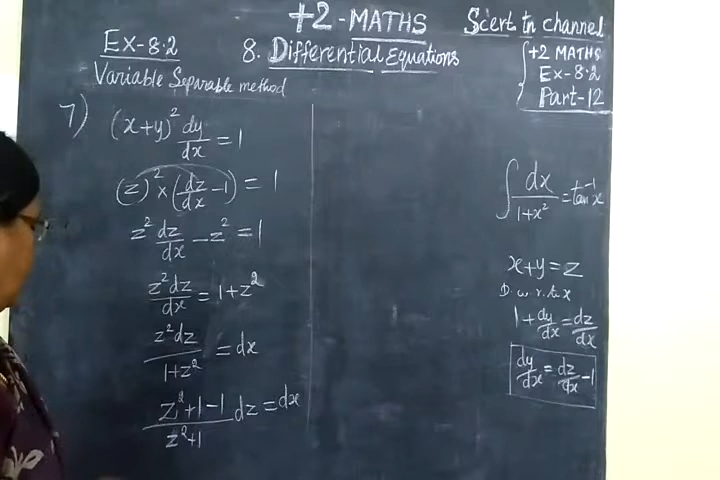 +2 - MATHS
Scert tn channel
Ex-8.2
8. Differential Equations
Variable Separable method
+2 MATHS
Ex-8.2
Part-12
7) (x+y)² dy/dx = 1
(z)² × (dz/dx - 1) = 1
z² dz/dx - z² = 1
z² dz/dx = 1+z²
z² dz/1+z² = dx
z²+1-1/z²+1 dz = dx
∫ dx/1+x² = tan⁻¹x
x+y = z
D w r. to x
1 + dy/dx = dz/dx
dy/dx = dz/dx - 1